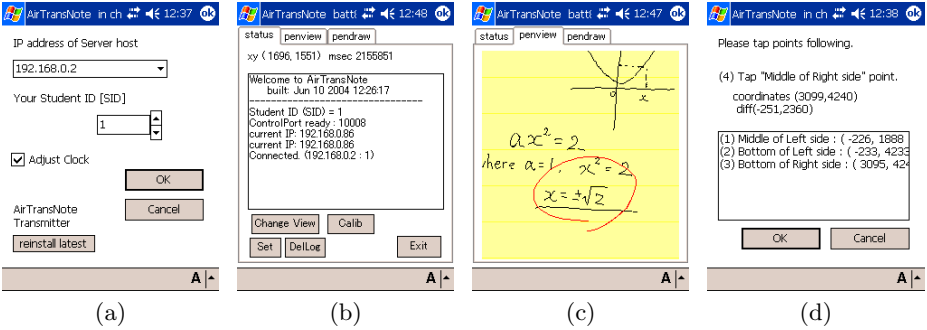 AirTransNote in ch 12:37 ok
IP address of Server host
192.168.0.2
Your Student ID [SID]
1
Adjust Clock
OK
AirTransNote
Transmitter
Cancel
reinstall latest
A
(a)
AirTransNote batti 12:48 ok
status penview pendraw
xy ( 1696, 1551) msec 2155851
Welcome to AirTransNote
built: Jun 10 2004 12:26:17
------------------------------------
Student ID (SID) = 1
ControlPort ready : 10008
current IP: 192.168.0.86
current IP: 192.168.0.86
Connected. (192.168.0.2 : 1)
Change View Calib
Set DelLog Exit
A
(b)
AirTransNote batti 12:47 ok
status penview pendraw
0 x
ax² = 2
here a=1, x² = 2
x = ±√2
A
(c)
AirTransNote in ch 12:38 ok
Please tap points following.
(4) Tap "Middle of Right side" point.
coordinates (3099,4240)
diff(-251,2360)
(1) Middle of Left side : ( -226, 1888
(2) Bottom of Left side : ( -233, 4233
(3) Bottom of Right side : ( 3095, 424
OK Cancel
A
(d)